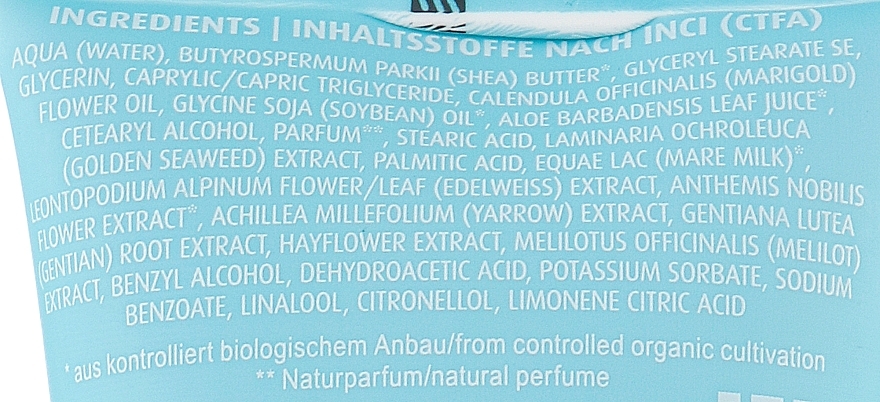 INGREDIENTS | INHALTSSTOFFE NACH INCI (CTFA)
AQUA (WATER), BUTYROSPERMUM PARKII (SHEA) BUTTER*, GLYCERYL STEARATE SE,
GLYCERIN, CAPRYLIC/CAPRIC TRIGLYCERIDE, CALENDULA OFFICINALIS (MARIGOLD)
FLOWER OIL, GLYCINE SOJA (SOYBEAN) OIL*, ALOE BARBADENSIS LEAF JUICE*,
CETEARYL ALCOHOL, PARFUM**, STEARIC ACID, LAMINARIA OCHROLEUCA
(GOLDEN SEAWEED) EXTRACT, PALMITIC ACID, EQUAE LAC (MARE MILK)*,
LEONTOPODIUM ALPINUM FLOWER/LEAF (EDELWEISS) EXTRACT, ANTHEMIS NOBILIS
FLOWER EXTRACT*, ACHILLEA MILLEFOLIUM (YARROW) EXTRACT, GENTIANA LUTEA
(GENTIAN) ROOT EXTRACT, HAYFLOWER EXTRACT, MELILOTUS OFFICINALIS (MELILOT)
EXTRACT, BENZYL ALCOHOL, DEHYDROACETIC ACID, POTASSIUM SORBATE, SODIUM
BENZOATE, LINALOOL, CITRONELLOL, LIMONENE CITRIC ACID
* aus kontrolliert biologischem Anbau/from controlled organic cultivation
** Naturparfum/natural perfume